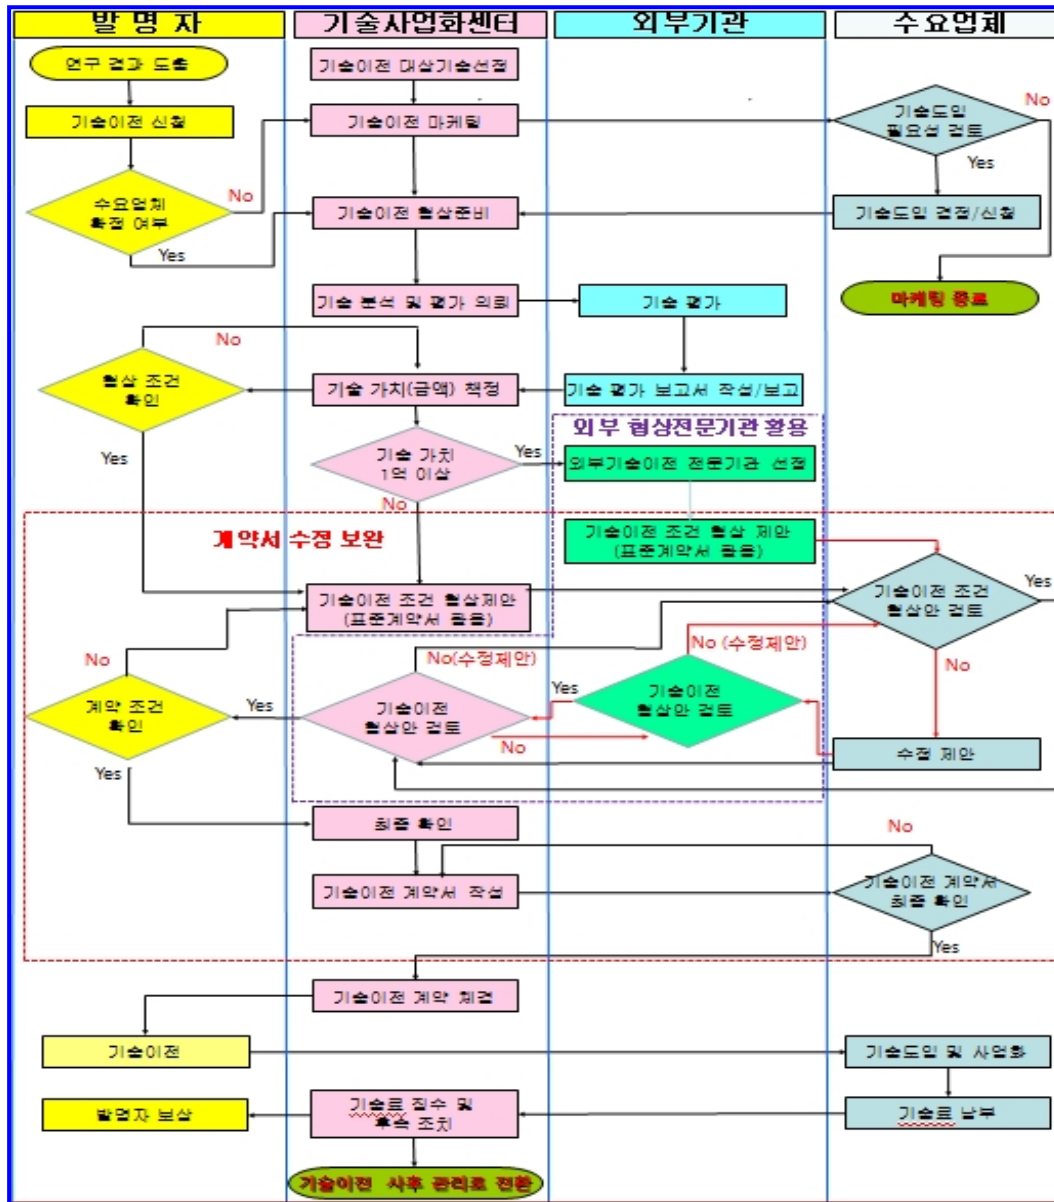 발 명 자
기술사업화센터
외부기관
수요업체
연구 결과 도출
기술이전 대상기술선정
기술이전 신청
기술이전 마케팅
기술도입
필요성 검토
No
Yes
수요업체
확정 여부
No
Yes
기술이전 협상준비
기술도입 결정/신청
기술 분석 및 평가 의뢰
기술 평가
마케팅 종료
No
협상 조건
확인
Yes
기술 가치(금액) 책정
기술 평가 보고서 작성/보고
외부 협상전문기관 활용
기술 가치
1억 이상
Yes
No
외부기술이전 전문기관 선정
계약서 수정 보완
기술이전 조건 협상 제안
(표준계약서 활용)
기술이전 조건 협상제안
(표준계약서 활용)
기술이전 조건
협상안 검토
Yes
No
No
No(수정제안)
No (수정제안)
계약 조건
확인
Yes
Yes
기술이전
협상안 검토
Yes
No
기술이전
협상안 검토
수정 제안
최종 확인
No
기술이전 계약서 작성
기술이전 계약서
최종 확인
Yes
기술이전 계약 체결
기술이전
기술도입 및 사업화
발명자 보상
기술료 징수 및
후속 조치
기술료 납부
기술이전 사후 관리로 전환